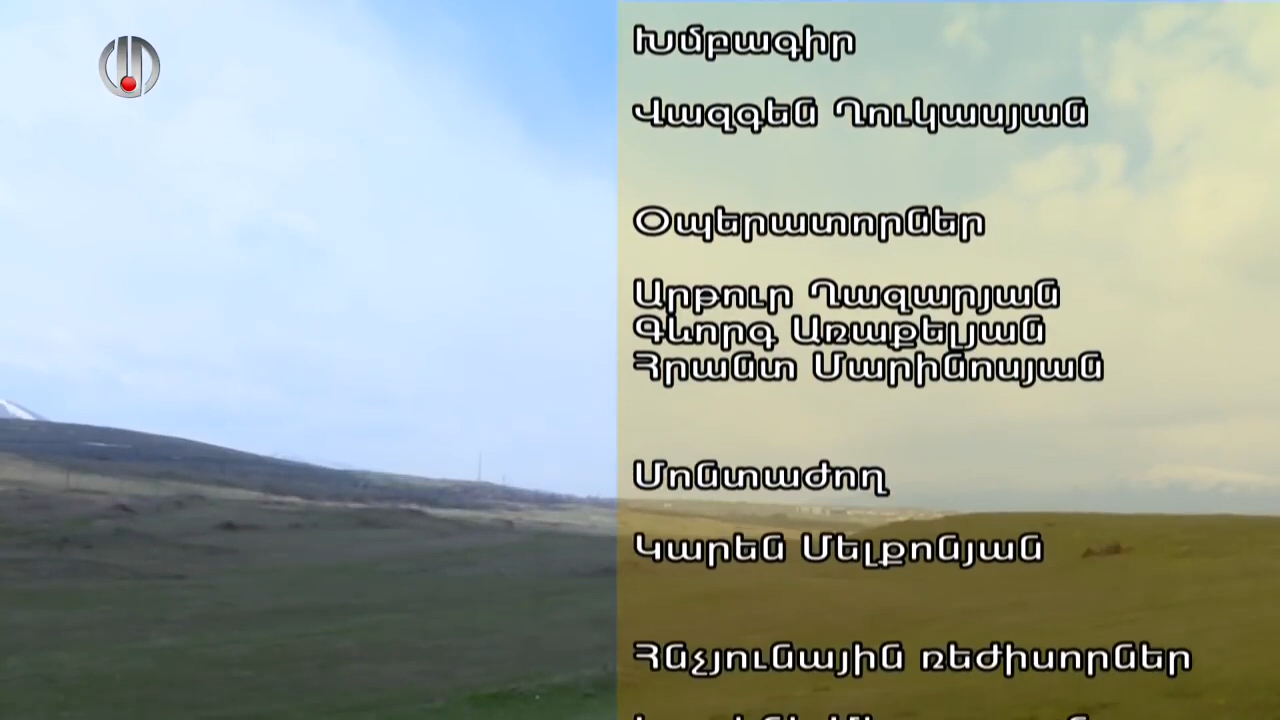 Խմբագիր
Վազգեն Ղուկասյան
Օպերատորներ
Արթուր Ղազարյան
Գևորգ Առաքելյան
Հրանտ Մարինոսյան
Մոնտաժող
Կարեն Մելքոնյան
Հնչյունային ռեժիսորներ